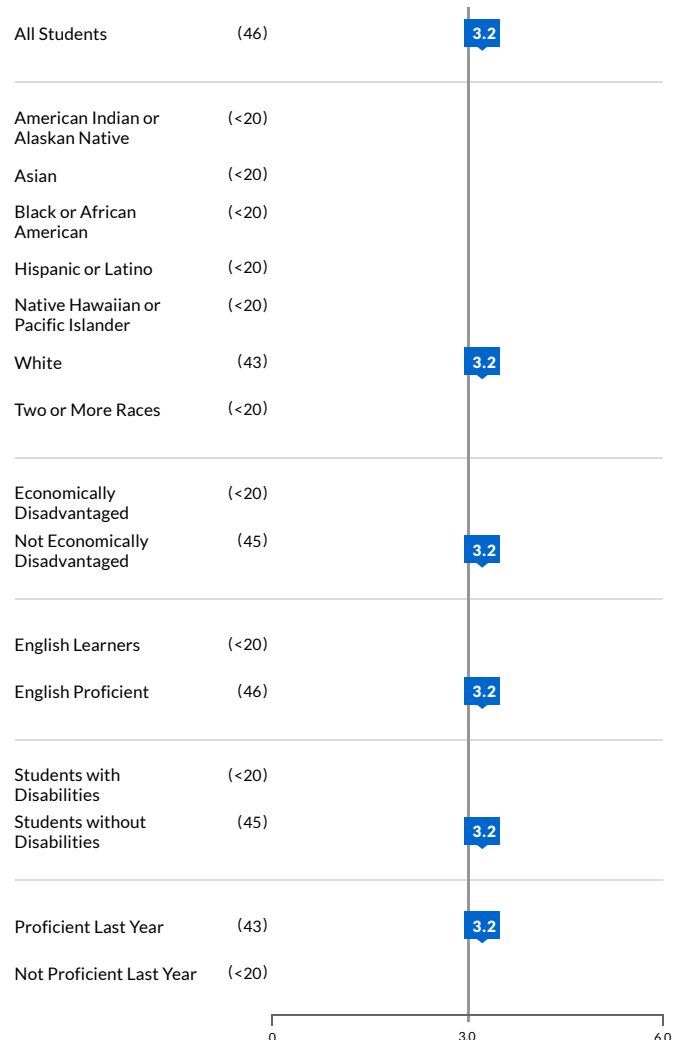 All Students (46) 3.2
American Indian or (<20)
Alaskan Native
Asian (<20)
Black or African (<20)
American
Hispanic or Latino (<20)
Native Hawaiian or (<20)
Pacific Islander
White (43) 3.2
Two or More Races (<20)
Economically (<20)
Disadvantaged
Not Economically (45) 3.2
Disadvantaged
English Learners (<20)
English Proficient (46) 3.2
Students with (<20)
Disabilities
Students without (45) 3.2
Disabilities
Proficient Last Year (43) 3.2
Not Proficient Last Year (<20)
0 3.0 6.0